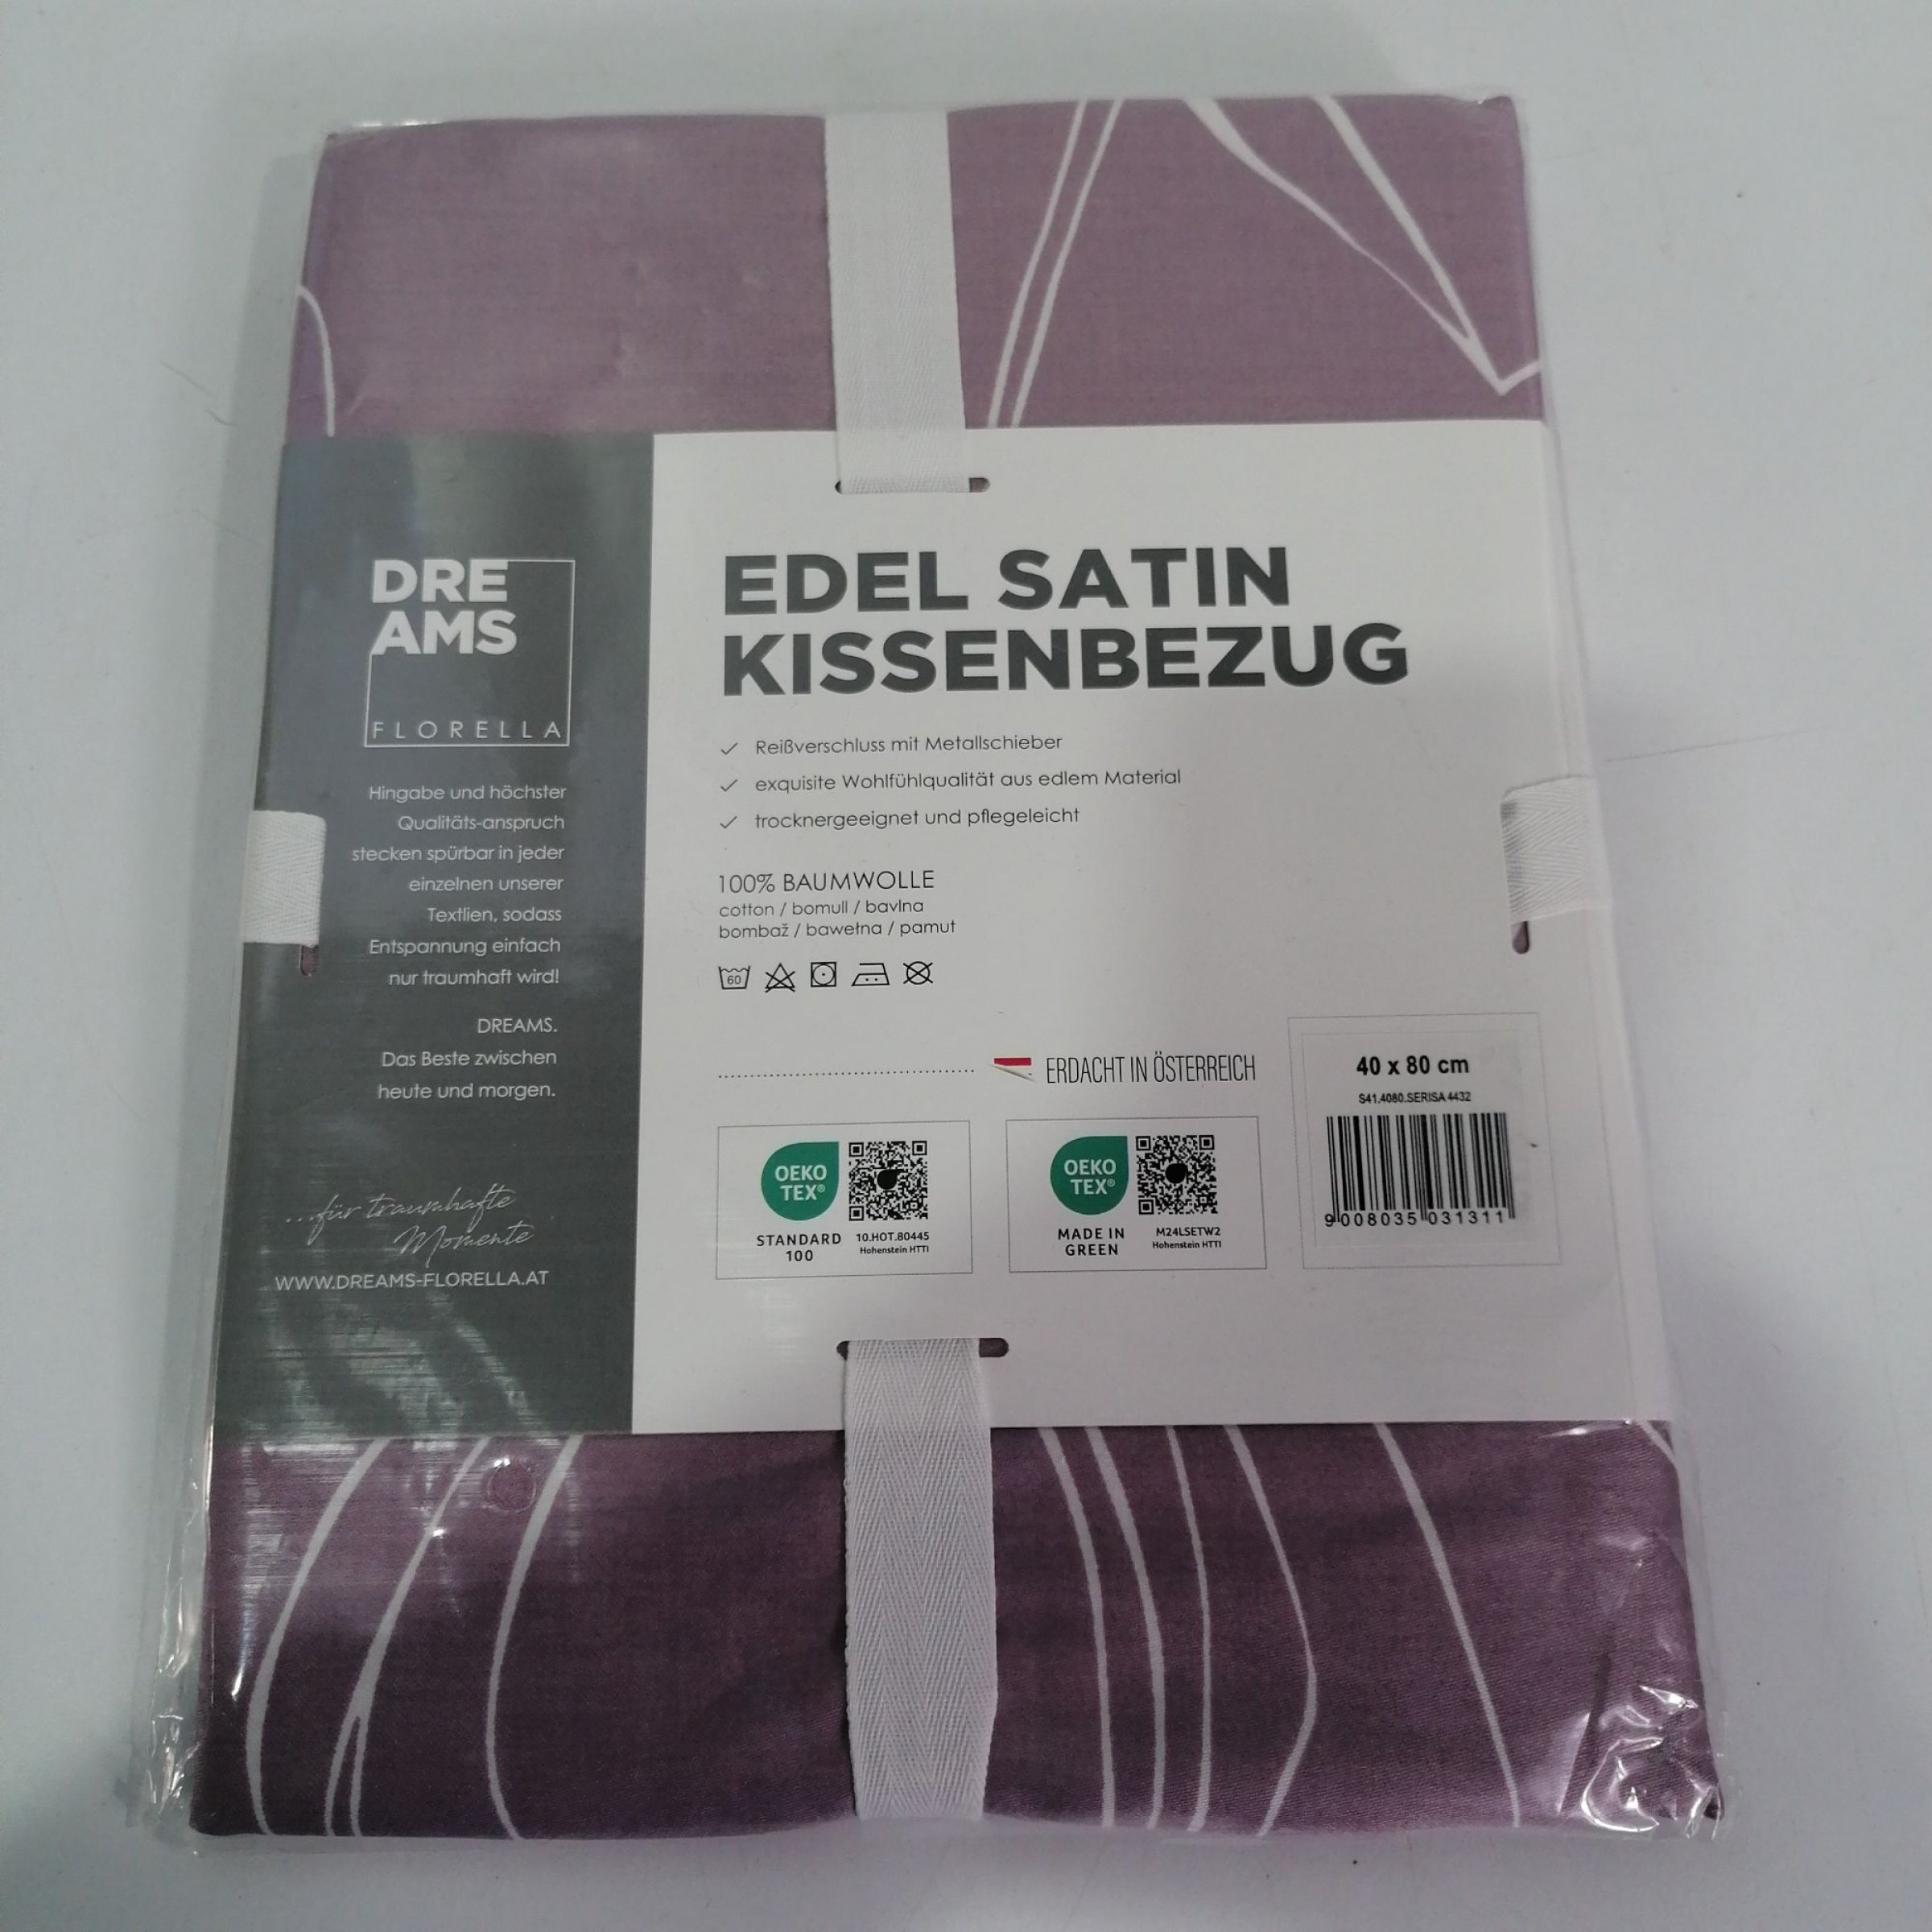 DRE
AMS
FLORELLA
Hingabe und höchster
Qualitäts-anspruch
stecken spürbar in jeder
einzelnen unserer
Textlien, sodass
Entspannung einfach
nur traumhaft wird!
DREAMS.
Das Beste zwischen
heute und morgen.
...für traumhafte
Momente
WWW.DREAMS-FLORELLA.AT
EDEL SATIN
KISSENBEZUG
Reißverschluss mit Metallschieber
exquisite Wohlfühlqualität aus edlem Material
trocknergeeignet und pflegeleicht
100% BAUMWOLLE
cotton / bomull / bavlna
bombaž / bawełna / pamut
60
ERDACHT IN ÖSTERREICH
OEKO
TEX®
STANDARD
100
10.HOT.80445
Hohenstein HTTI
OEKO
TEX®
MADE IN
GREEN
M24LSETW2
Hohenstein HTTI
40 x 80 cm
S41.4080.SERISA 4432
9 008035 031311